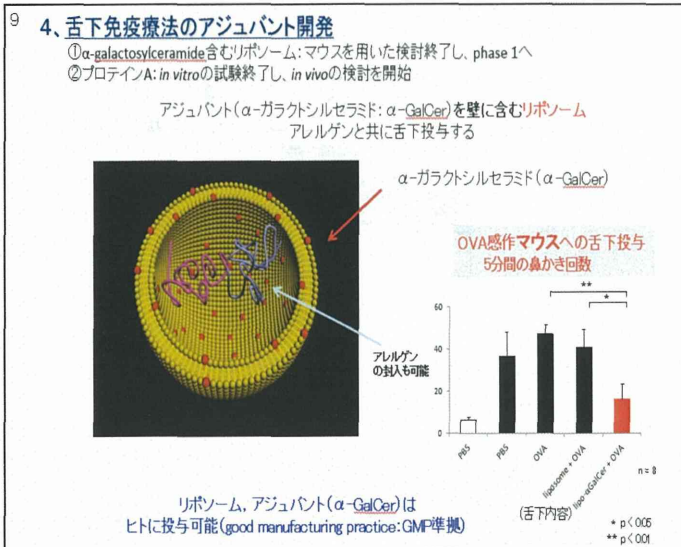 9
4、舌下免疫療法のアジュバント開発
①α-galactosylceramide含むリポソーム：マウスを用いた検討終了し、phase 1へ
②プロテインA：in vitroの試験終了し、in vivoの検討を開始
アジュバント（α-ガラクトシルセラミド：α-GalCer）を壁に含むリポソーム
アレルゲンと共に舌下投与する
α-ガラクトシルセラミド（α-GalCer）
OVA感作マウスへの舌下投与
5分間の鼻かき回数
**
*
60
40
20
0
アレルゲン
の封入も可能
PBS
PBS
OVA
liposome + OVA
lipo-αGalCer + OVA
n = 8
（舌下内容）
* p<0.05
** p<0.01
リポソーム，アジュバント（α-GalCer）は
ヒトに投与可能（good manufacturing practice：GMP準拠）